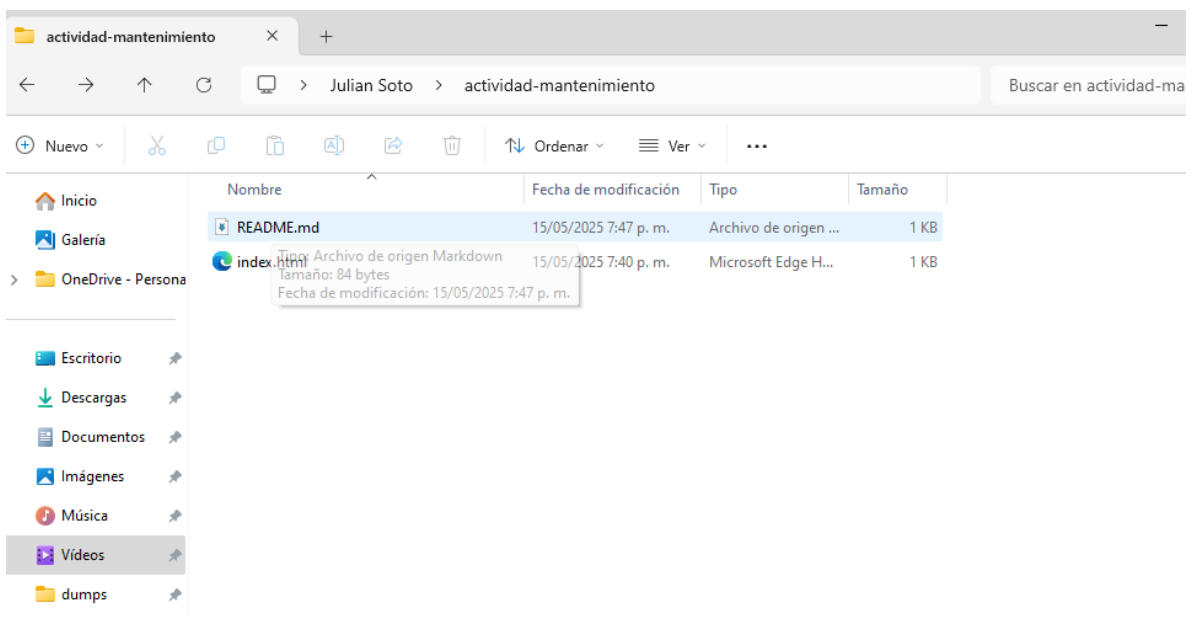 actividad-mantenimiento
Julian Soto > actividad-mantenimiento
Buscar en actividad-ma
Nuevo
Ordenar
Ver
Nombre
Fecha de modificación
Tipo
Tamaño
Inicio
Galería
OneDrive - Persona
Escritorio
Descargas
Documentos
Imágenes
Música
Vídeos
dumps
README.md 15/05/2025 7:47 p. m. Archivo de origen ... 1 KB
index.html 15/05/2025 7:40 p. m. Microsoft Edge H... 1 KB
Tipo: Archivo de origen Markdown
Tamaño: 84 bytes
Fecha de modificación: 15/05/2025 7:47 p. m.